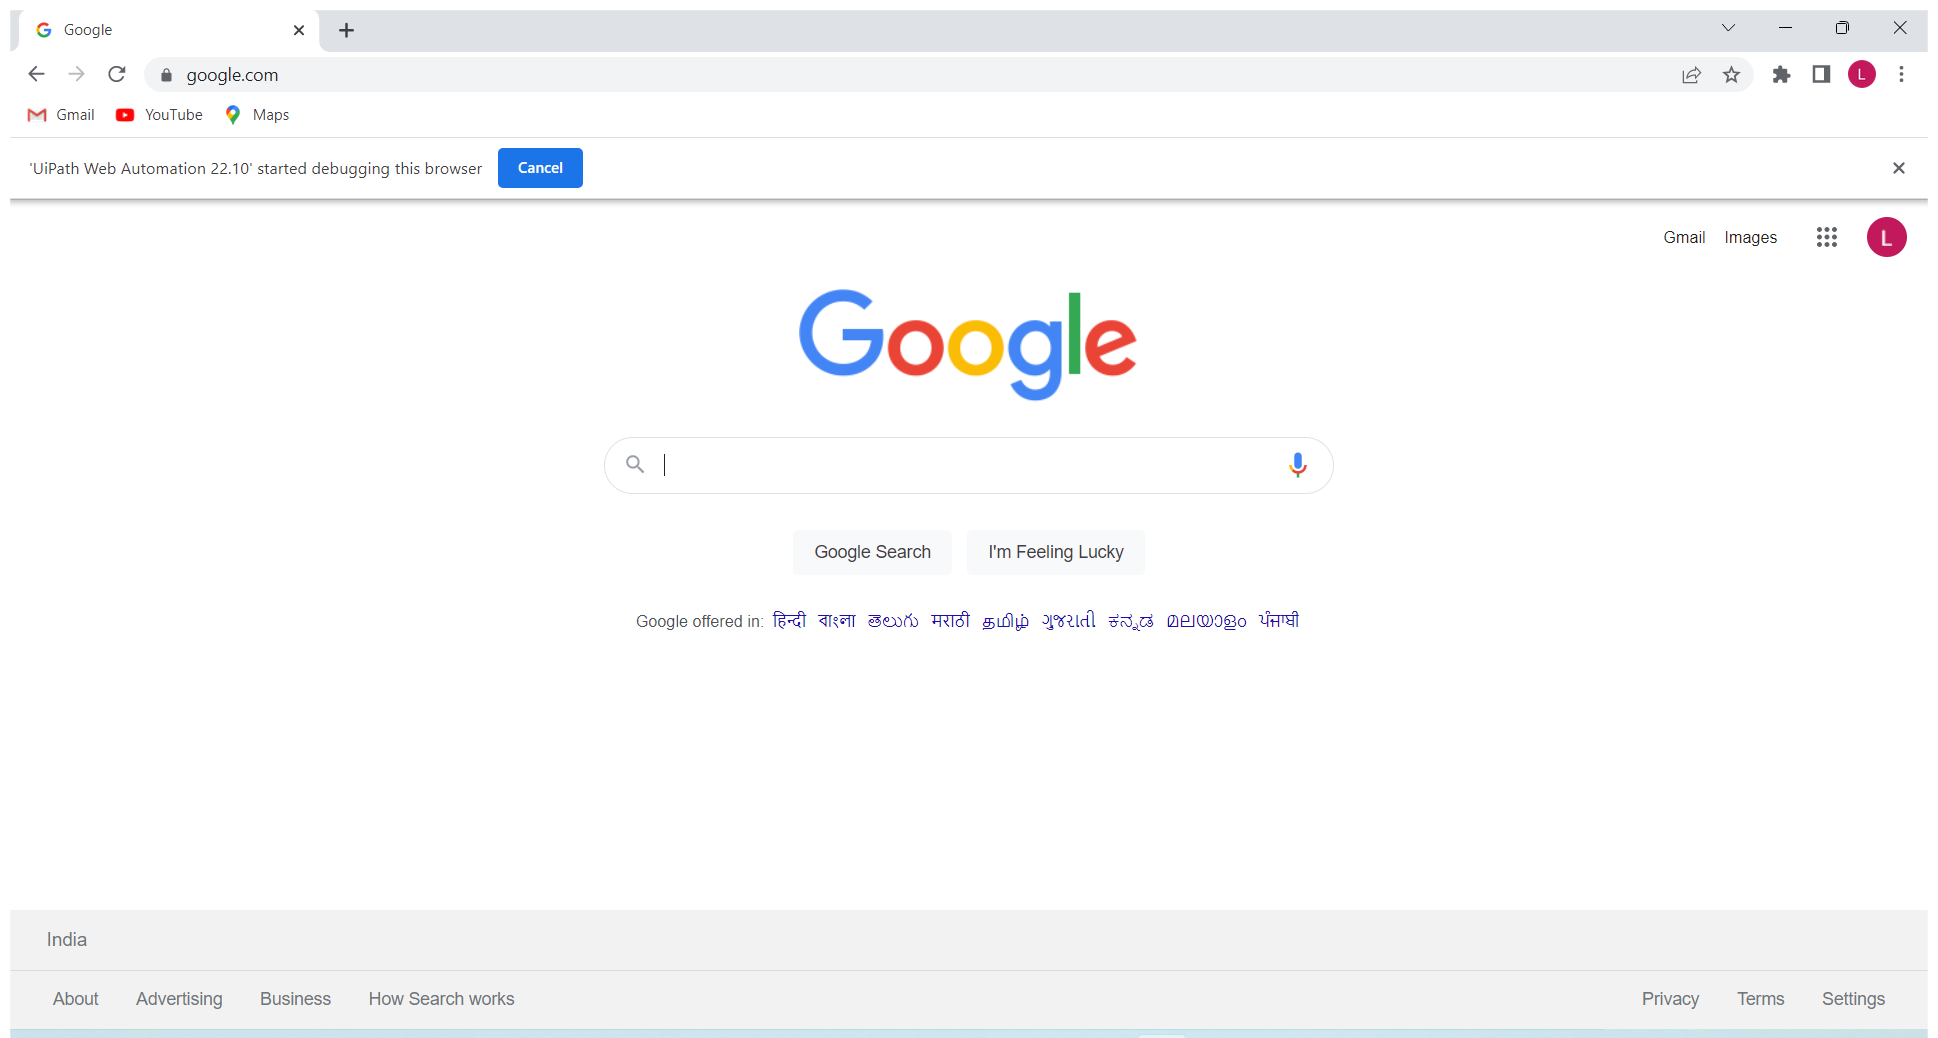 Google
google.com
L
Gmail YouTube Maps
'UiPath Web Automation 22.10' started debugging this browser Cancel
Gmail Images L
Google
Google Search I'm Feeling Lucky
Google offered in: हिन्दी বাংলা తెలుగు मराठी தமிழ் ગુજરાતી ಕನ್ನಡ മലയാളം ਪੰਜਾਬੀ
India
About Advertising Business How Search works Privacy Terms Settings